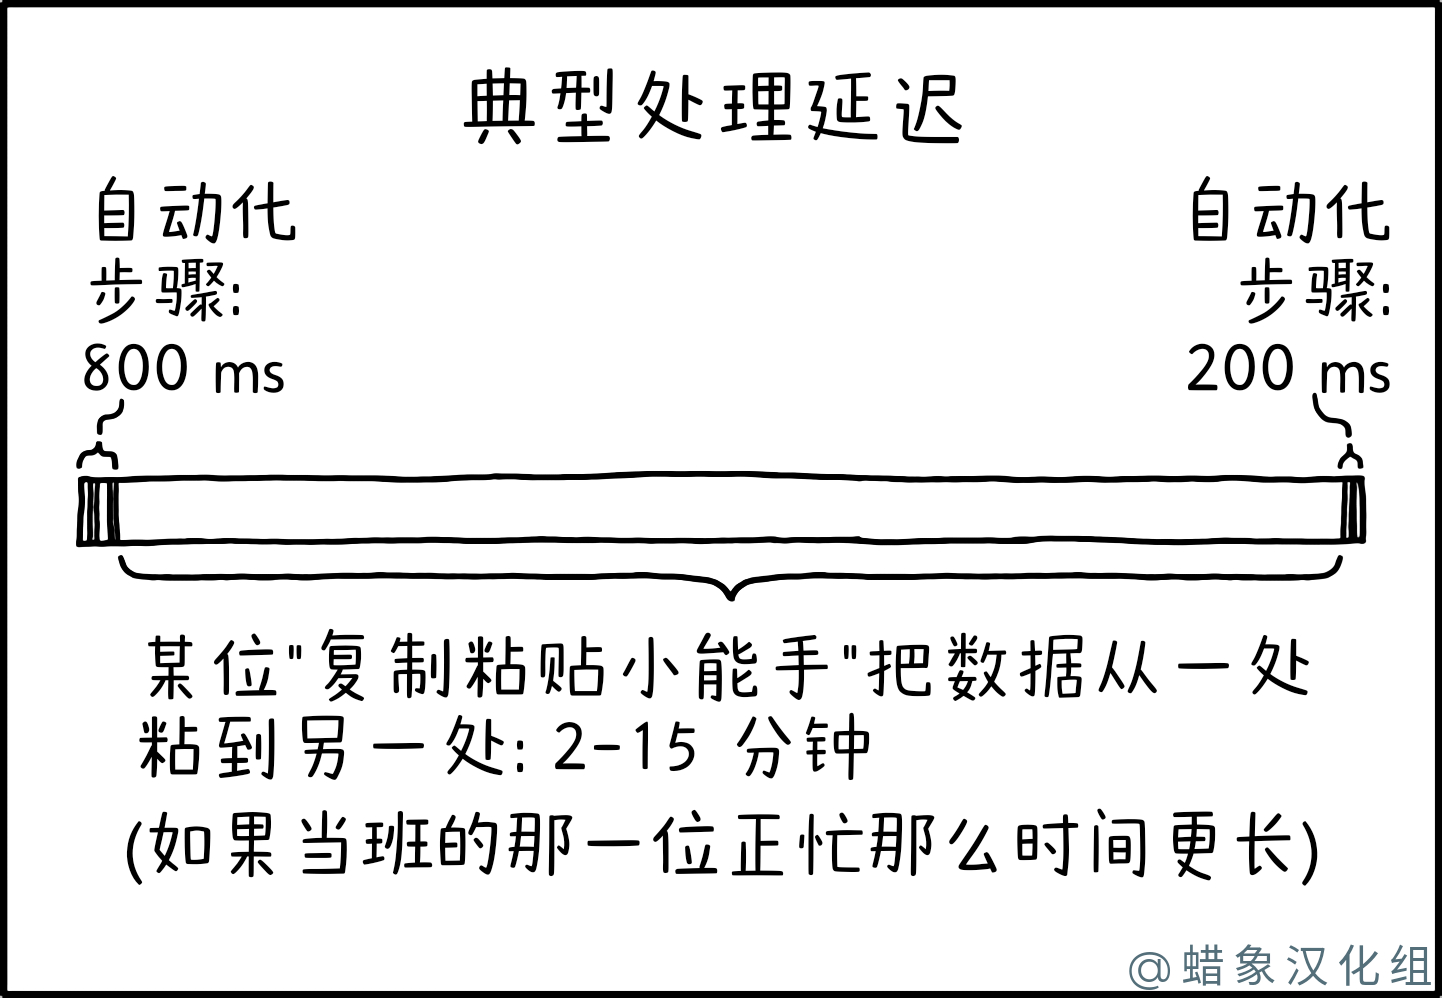 典型处理延迟
自动化
步骤:
800 ms
自动化
步骤:
200 ms
某位"复制粘贴小能手"把数据从一处
粘到另一处: 2-15 分钟
(如果当班的那一位正忙那么时间更长)
@蜡象汉化组